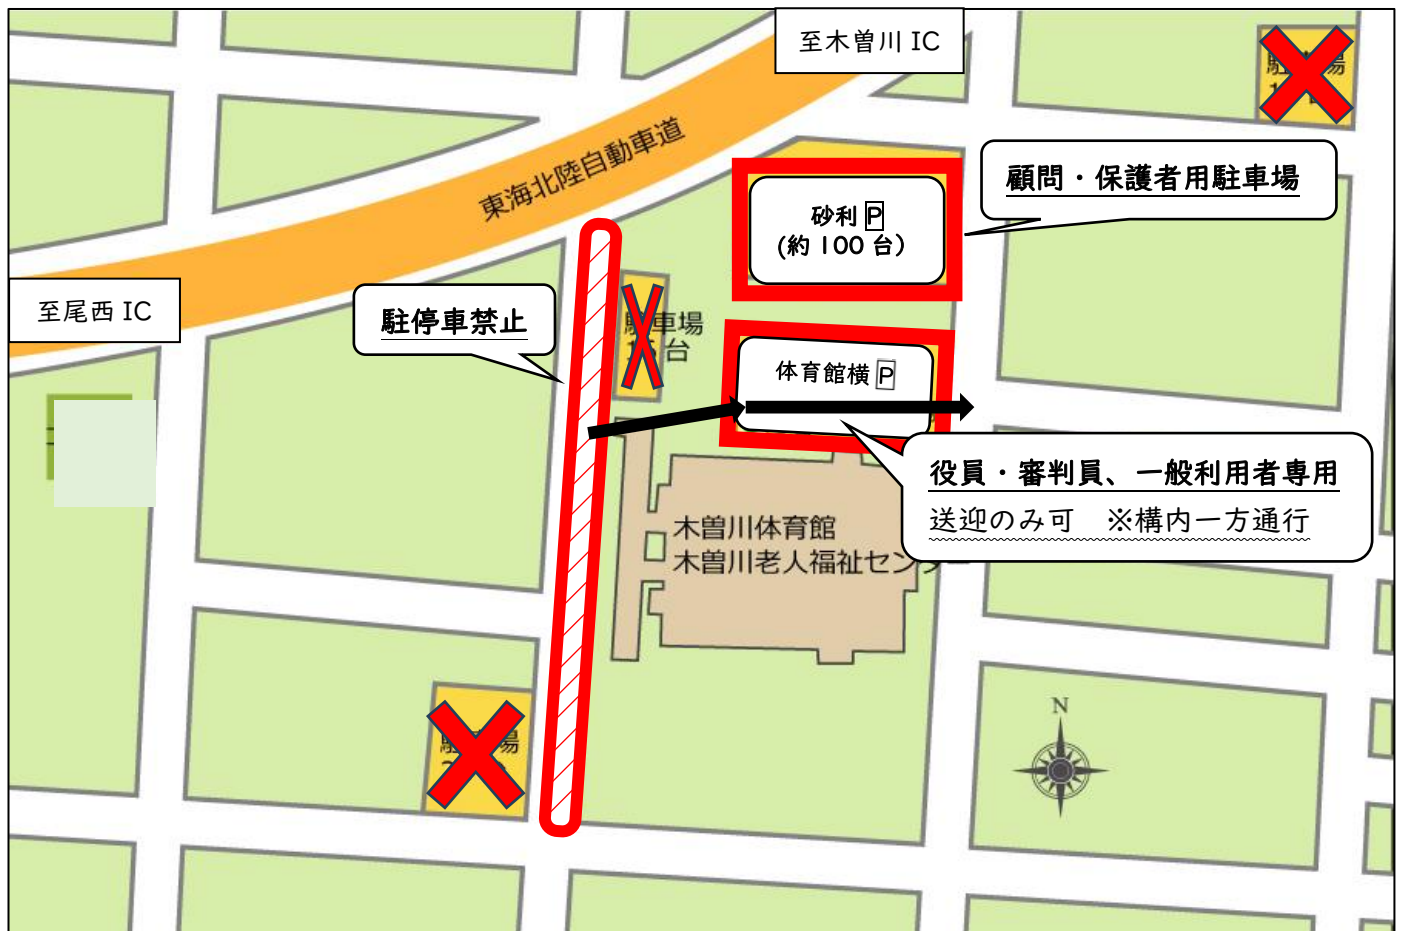 至木曽川 IC
東海北陸自動車道
顧問・保護者用駐車場
砂利 P
(約 100 台)
至尾西 IC
駐停車禁止
車場
台
体育館横 P
役員・審判員、一般利用者専用
送迎のみ可　※構内一方通行
木曽川体育館
木曽川老人福祉セン
N